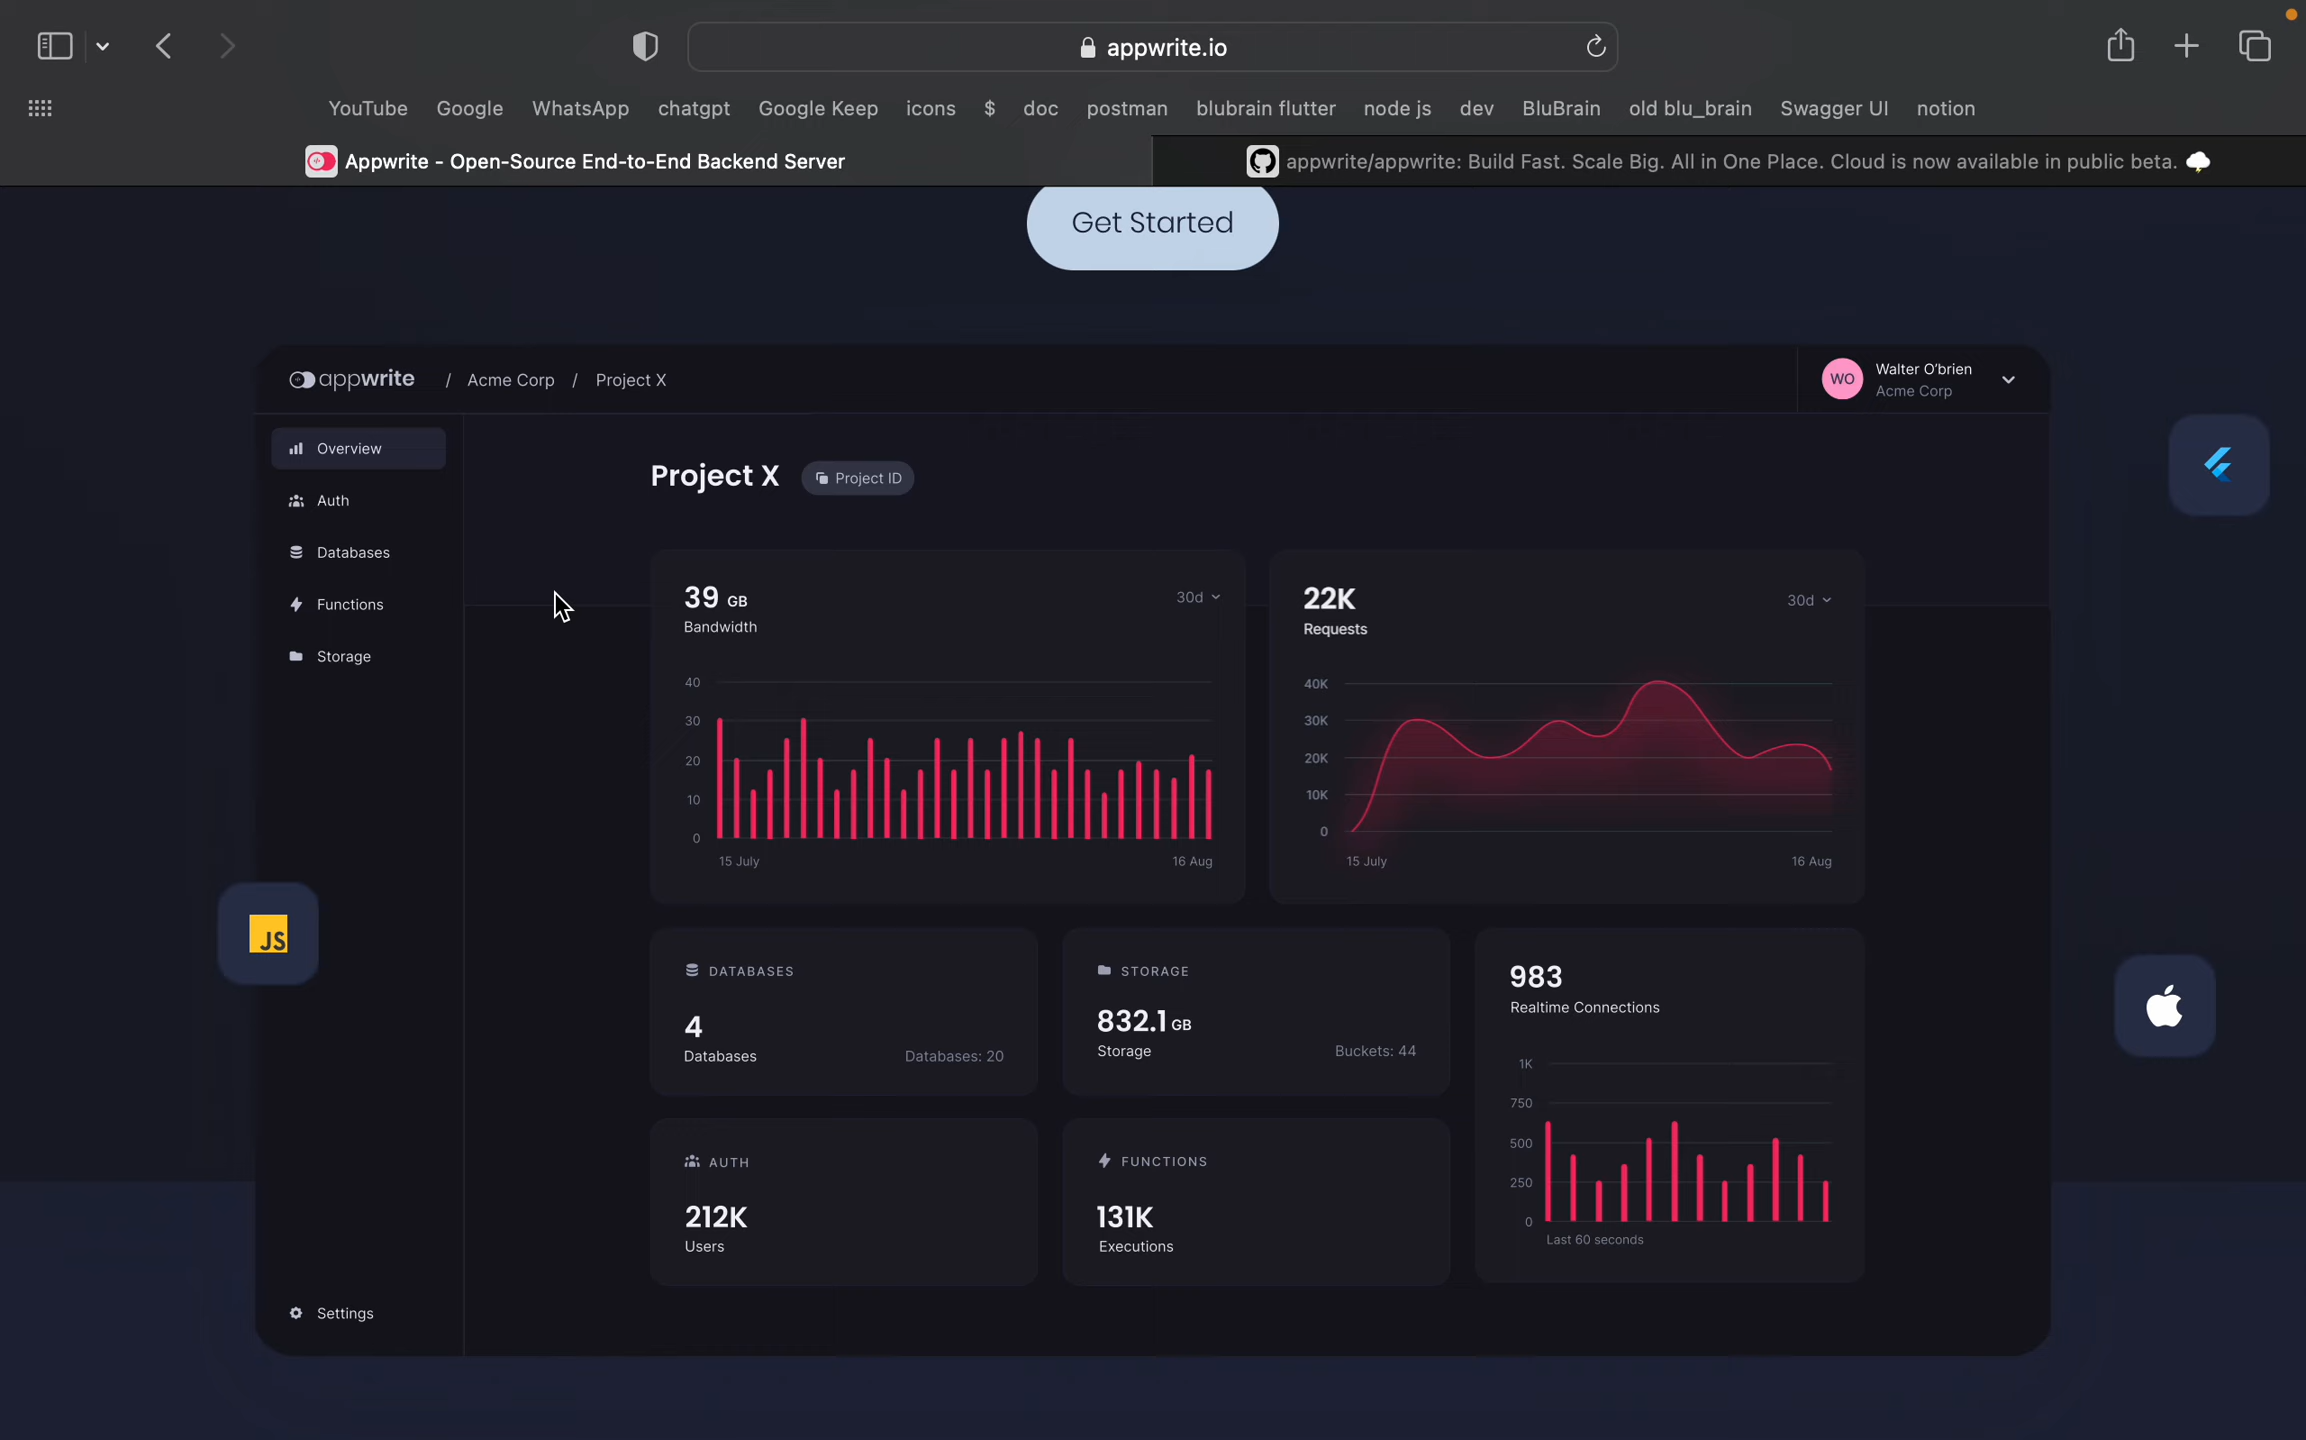 appwrite.io
YouTube Google WhatsApp chatgpt Google Keep icons $ doc postman blubrain flutter node js dev BluBrain old blu_brain Swagger UI notion
Appwrite - Open-Source End-to-End Backend Server
appwrite/appwrite: Build Fast. Scale Big. All in One Place. Cloud is now available in public beta.
Get Started
appwrite / Acme Corp / Project X
WO
Walter O'brien
Acme Corp
Overview
Auth
Databases
Functions
Storage
Settings
Project X
Project ID
39 GB
Bandwidth
30d
40
30
20
10
0
15 July 16 Aug
22K
Requests
30d
40K
30K
20K
10K
0
15 July 16 Aug
DATABASES
4
Databases
Databases: 20
STORAGE
832.1 GB
Storage
Buckets: 44
983
Realtime Connections
1K
750
500
250
0
Last 60 seconds
AUTH
212K
Users
FUNCTIONS
131K
Executions
JS